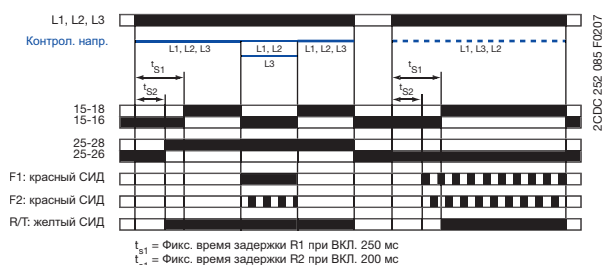 L1, L2, L3
Контрол. напр.
L1, L2, L3
L1, L2
L1, L2, L3
L1, L3, L2
L3
tS1
tS1
tS2
tS2
15-18
15-16
25-28
25-26
F1: красный СИД
F2: красный СИД
R/T: желтый СИД
ts1 = Фикс. время задержки R1 при ВКЛ. 250 мс
ts1 = Фикс. время задержки R2 при ВКЛ. 200 мс
2CDC 252 085 F0207